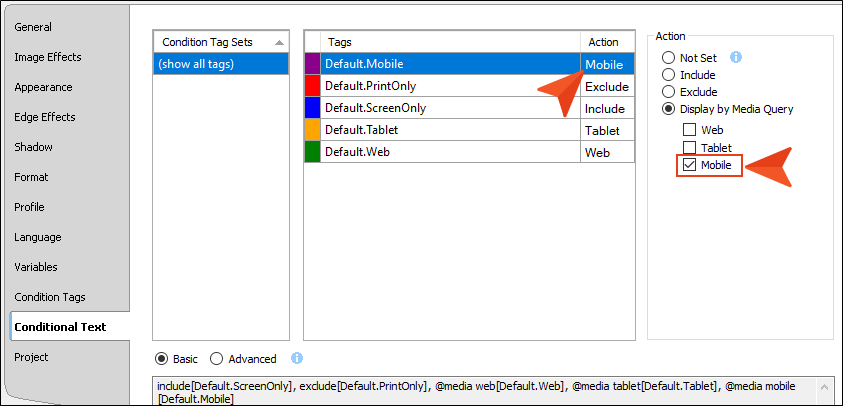 General
Image Effects
Appearance
Edge Effects
Shadow
Format
Profile
Language
Variables
Condition Tags
Conditional Text
Project
Condition Tag Sets
(show all tags)
Tags Action
Default.Mobile Mobile
Default.PrintOnly Exclude
Default.ScreenOnly Include
Default.Tablet Tablet
Default.Web Web
Action
Not Set
Include
Exclude
Display by Media Query
Web
Tablet
Mobile
Basic Advanced
include[Default.ScreenOnly], exclude[Default.PrintOnly], @media web[Default.Web], @media tablet[Default.Tablet], @media mobile
[Default.Mobile]